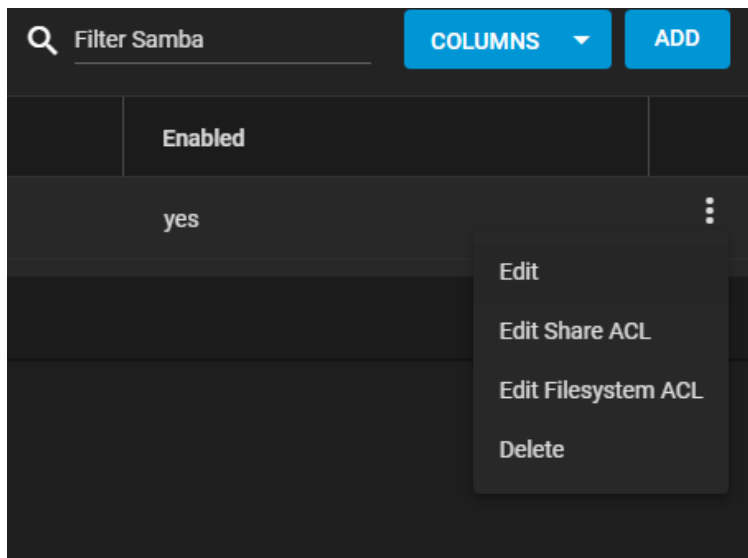 Filter Samba
COLUMNS
ADD
Enabled
yes
Edit
Edit Share ACL
Edit Filesystem ACL
Delete